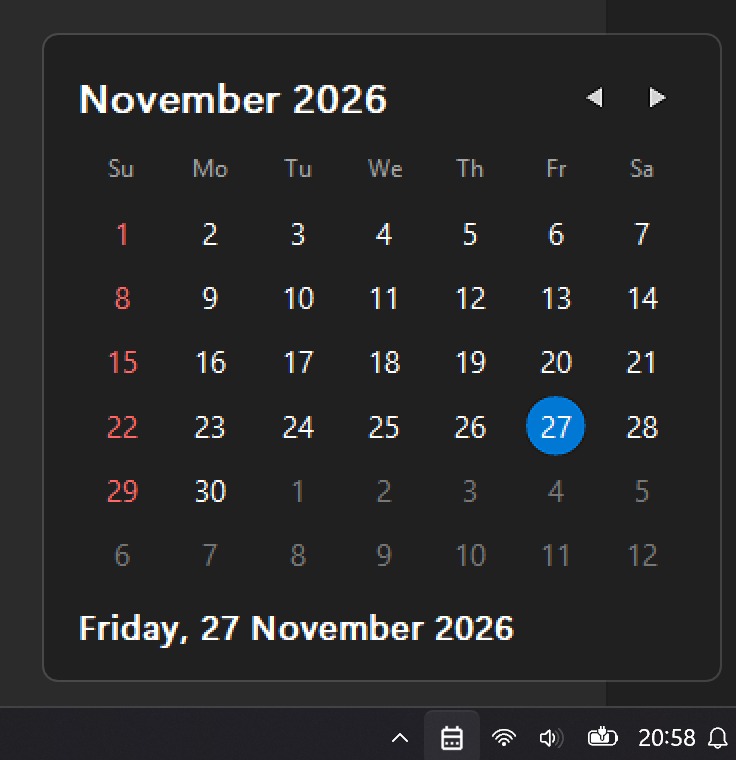 November 2026
Su Mo Tu We Th Fr Sa
1 2 3 4 5 6 7
8 9 10 11 12 13 14
15 16 17 18 19 20 21
22 23 24 25 26 27 28
29 30 1 2 3 4 5
6 7 8 9 10 11 12
Friday, 27 November 2026
20:58